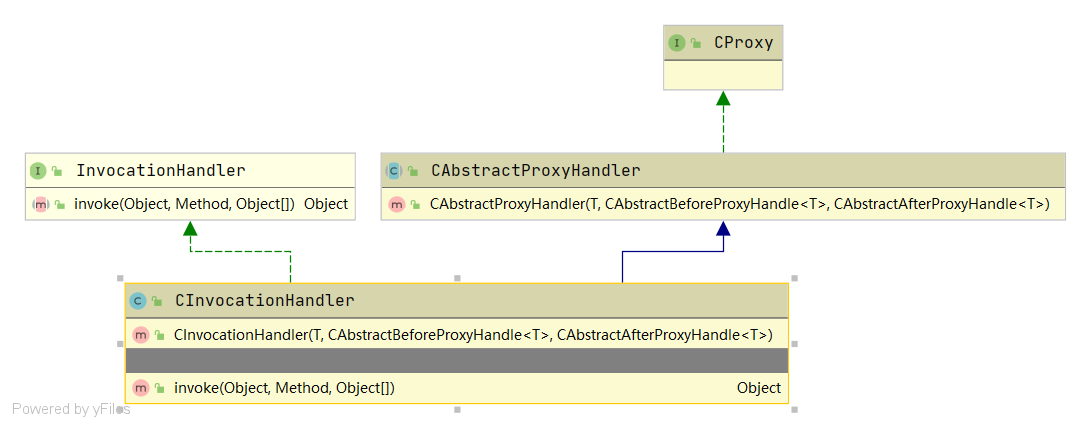 CProxy
InvocationHandler
invoke(Object, Method, Object[]) Object
CAbstractProxyHandler
CAbstractProxyHandler(T, CAbstractBeforeProxyHandle<T>, CAbstractAfterProxyHandle<T>)
CInvocationHandler
CInvocationHandler(T, CAbstractBeforeProxyHandle<T>, CAbstractAfterProxyHandle<T>)
invoke(Object, Method, Object[]) Object
Powered by yFiles